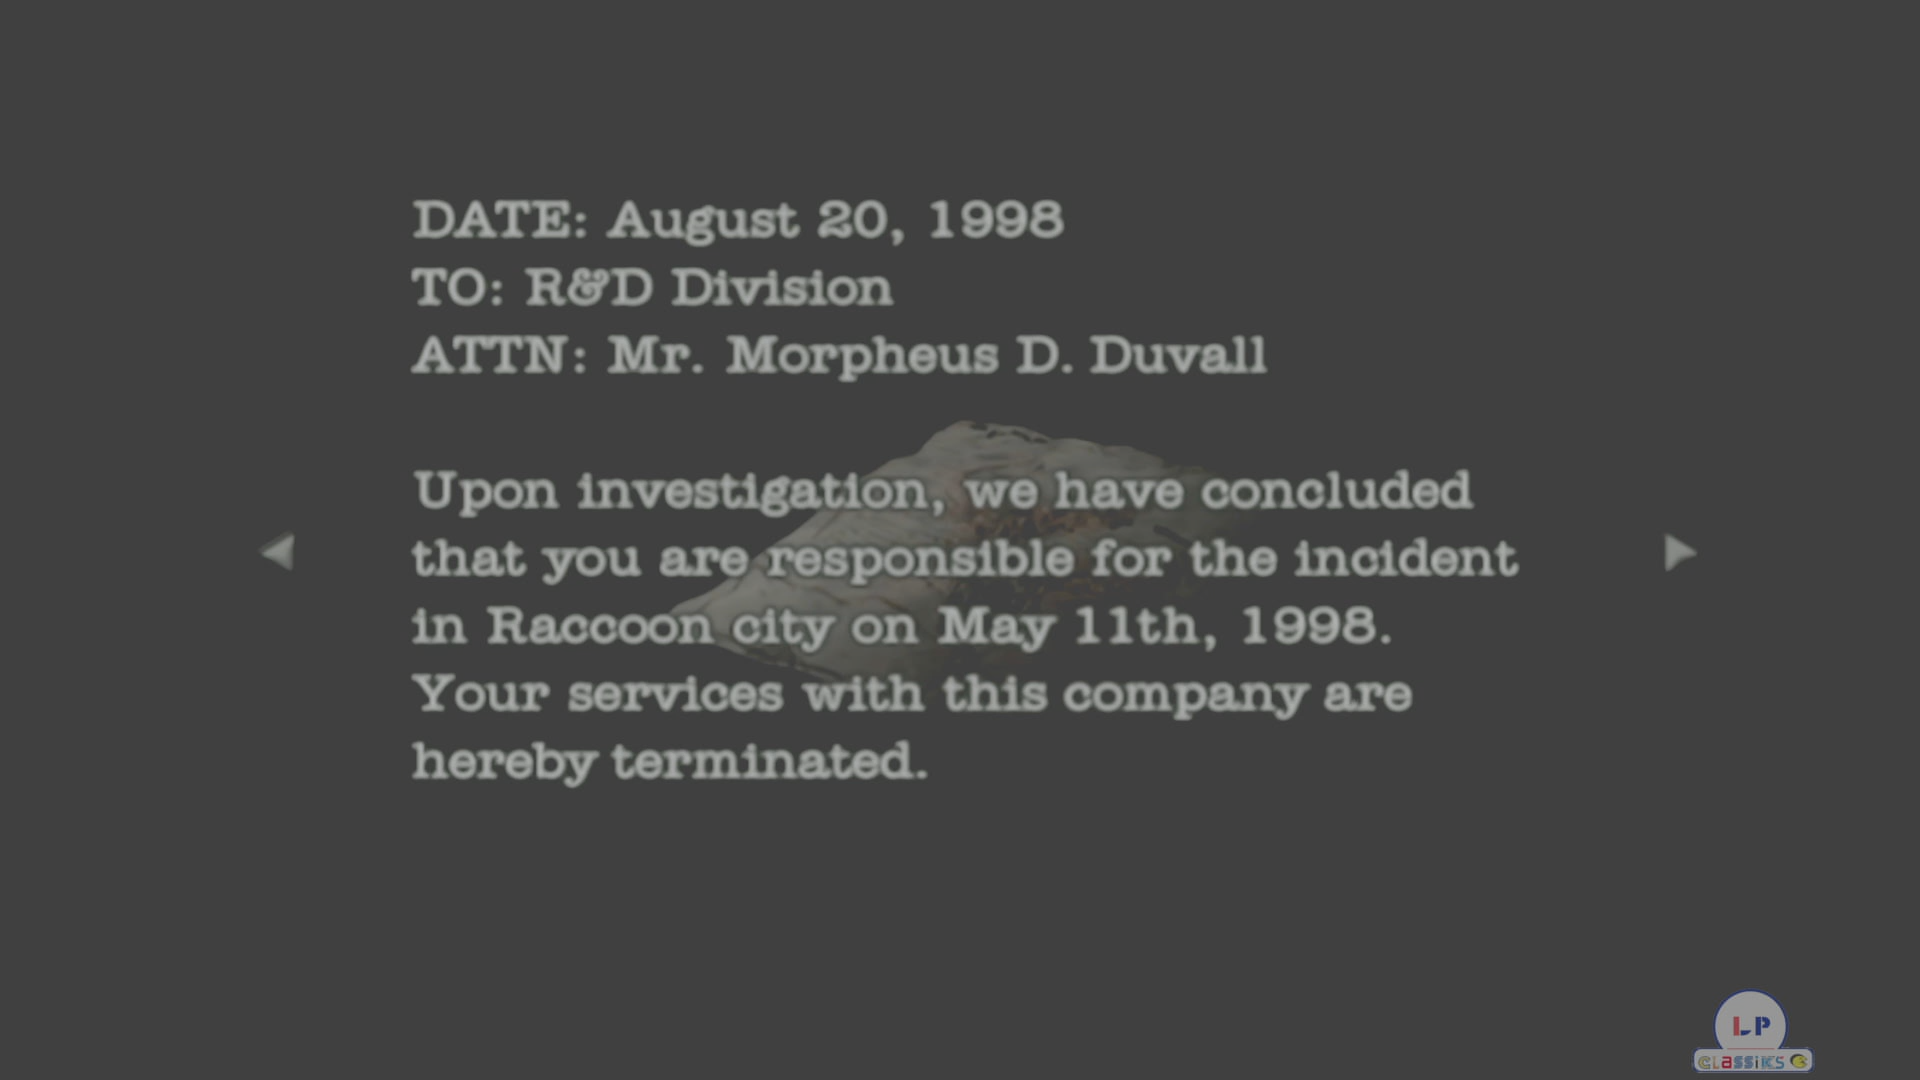 DATE: August 20, 1998
TO: R&D Division
ATTN: Mr. Morpheus D. Duvall
Upon investigation, we have concluded
that you are responsible for the incident
in Raccoon city on May 11th, 1998.
Your services with this company are
hereby terminated.
LP
CLaSSiKS